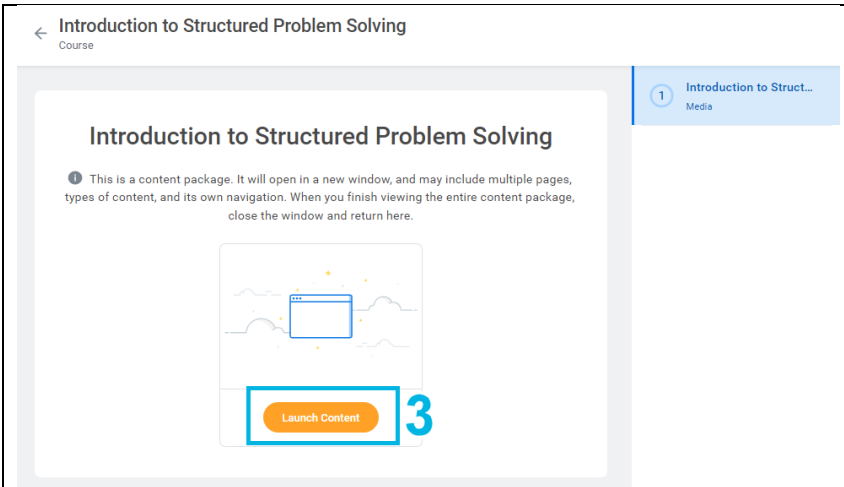 Introduction to Structured Problem Solving
Course
Introduction to Structured Problem Solving
This is a content package. It will open in a new window, and may include multiple pages,
types of content, and its own navigation. When you finish viewing the entire content package,
close the window and return here.
Launch Content
3
1
Introduction to Struct...
Media